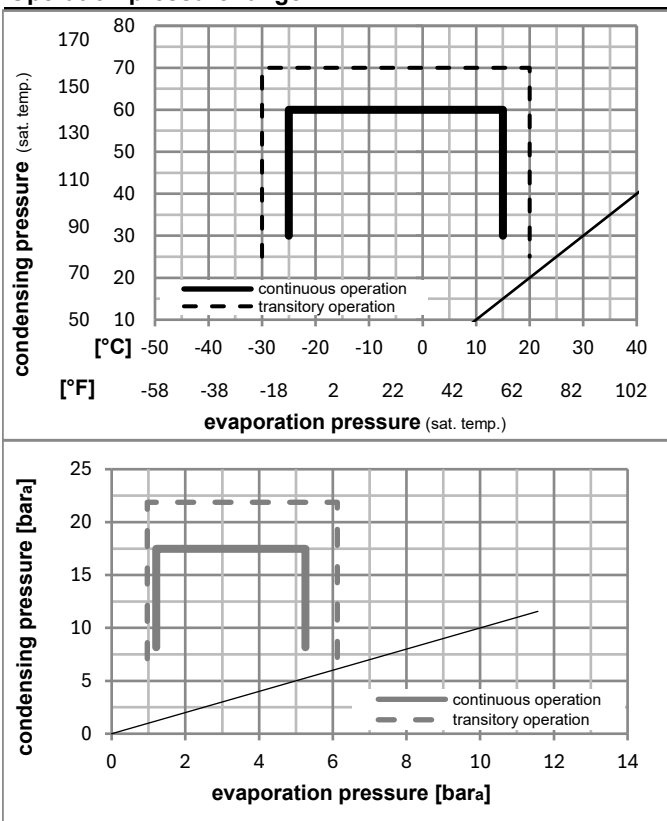 170 80
150 70
130 60
50
110 40
90 30
70 20
50 10
condensing pressure (sat. temp.)
continuous operation
transitory operation
[°C] -50 -40 -30 -20 -10 0 10 20 30 40
[°F] -58 -38 -18 2 22 42 62 82 102
evaporation pressure (sat. temp.)
25
20
15
10
5
0
condensing pressure [bara]
continuous operation
transitory operation
0 2 4 6 8 10 12 14
evaporation pressure [bara]